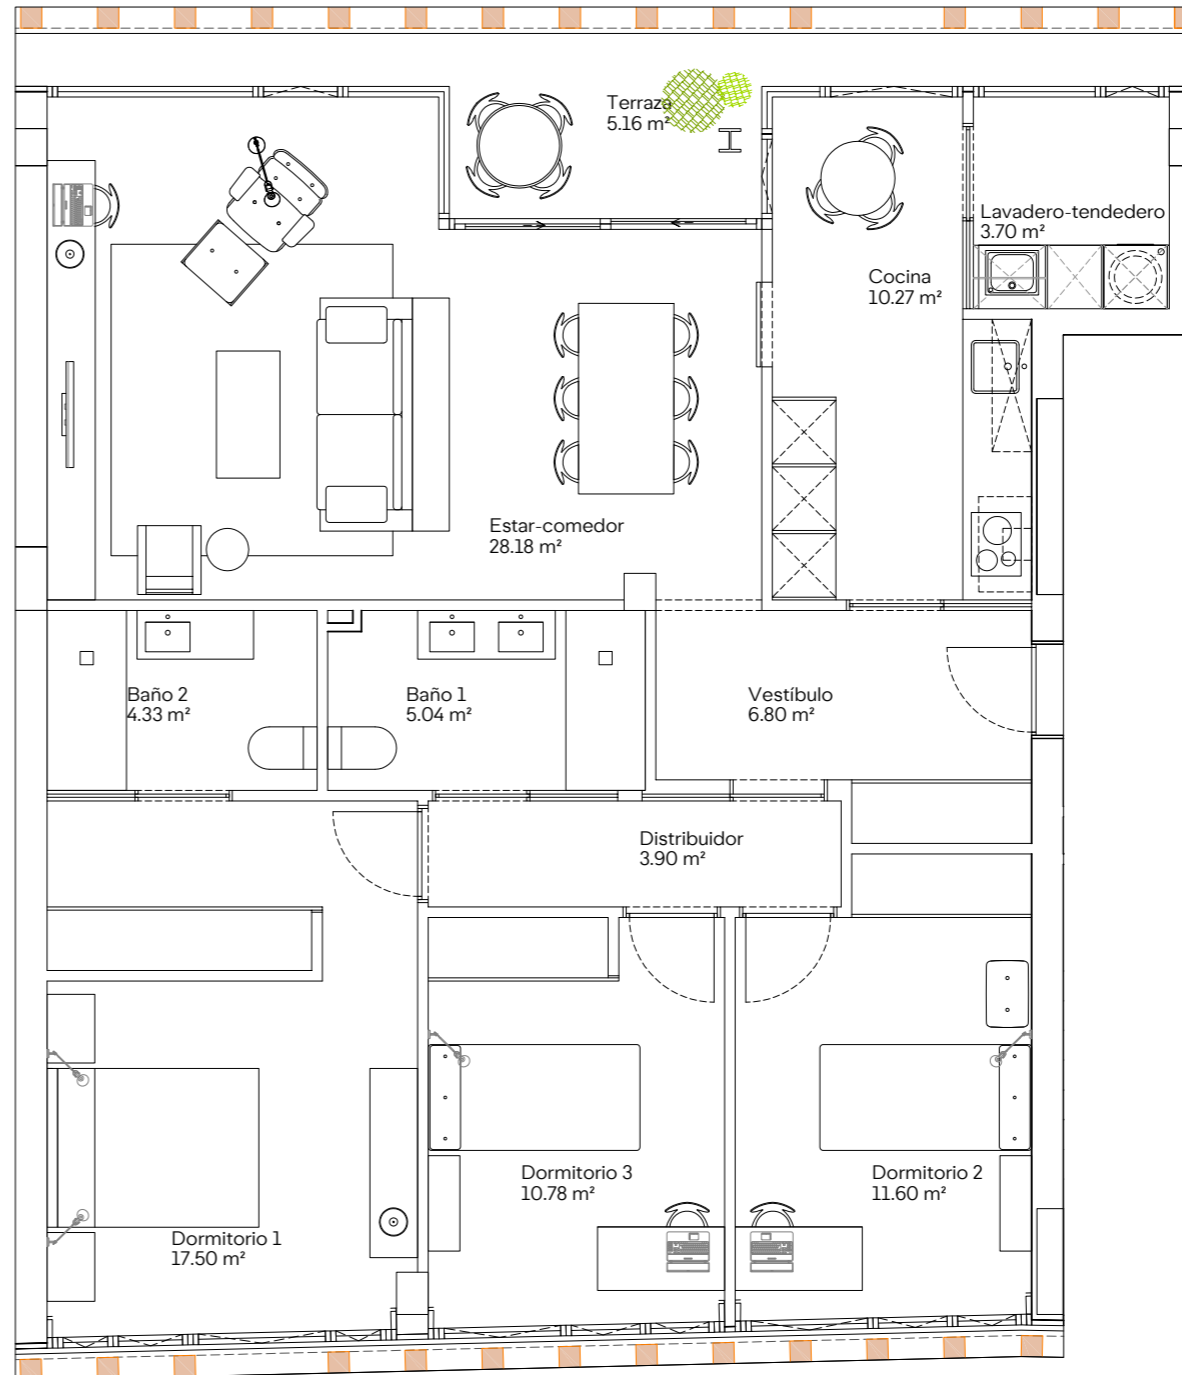 Terraza
5.16 m²
Lavadero-tendedero
3.70 m²
Cocina
10.27 m²
Estar-comedor
28.18 m²
Baño 2
4.33 m²
Baño 1
5.04 m²
Vestíbulo
6.80 m²
Distribuidor
3.90 m²
Dormitorio 3
10.78 m²
Dormitorio 2
11.60 m²
Dormitorio 1
17.50 m²